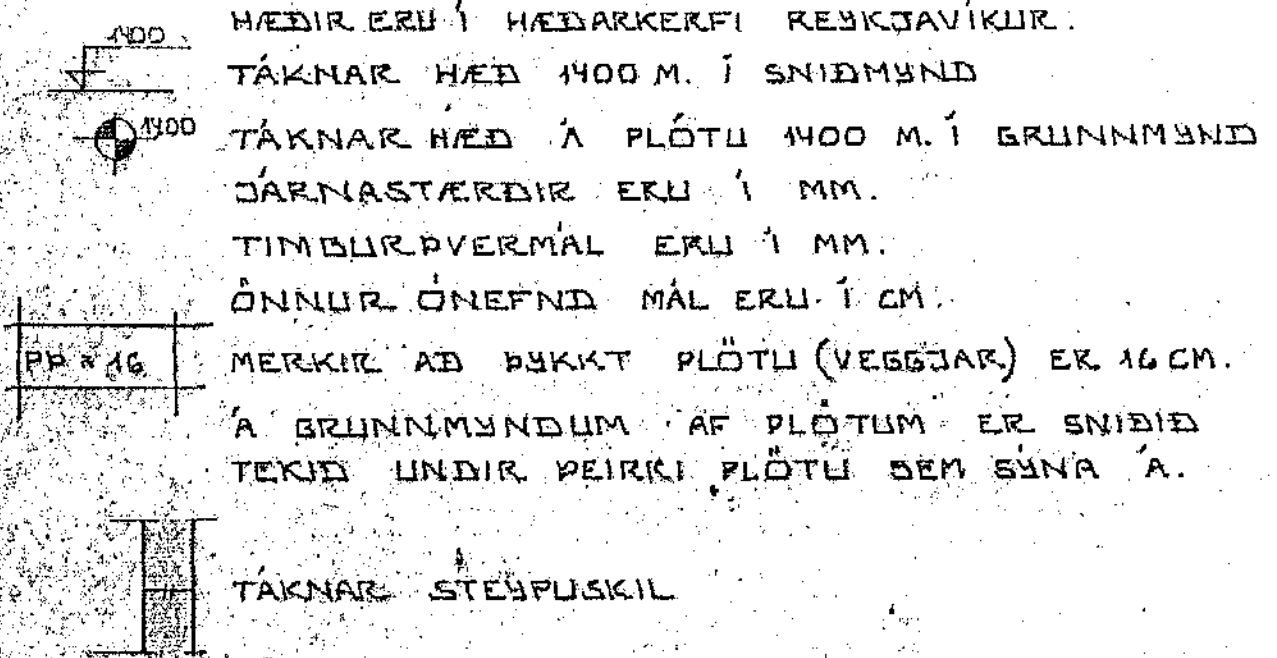 HÆÐIR ERU Í HÆÐARKERFI REYKJAVÍKUR.
1400
TÁKNAR HÆÐ 1400 M. Í SNIÐMYND
1400
TÁKNAR HÆÐ Á PLÖTU 1400 M. Í GRUNNMYND
JÁRNASTÆRÐIR ERU Í MM.
TIMBURÞVERMÁL ERU Í MM.
ÖNNUR ÓNEFND MÁL ERU Í CM.
PÞ = 16
MERKIR AÐ ÞYKKT PLÖTU (VEGGJAR) ER 16 CM.
Á GRUNNMYNDUM AF PLÖTUM ER SNIÐIÐ
TEKIÐ UNDIR ÞEIRRI PLÖTU SEM SÝNA Á.
TÁKNAR STEYPUSKIL